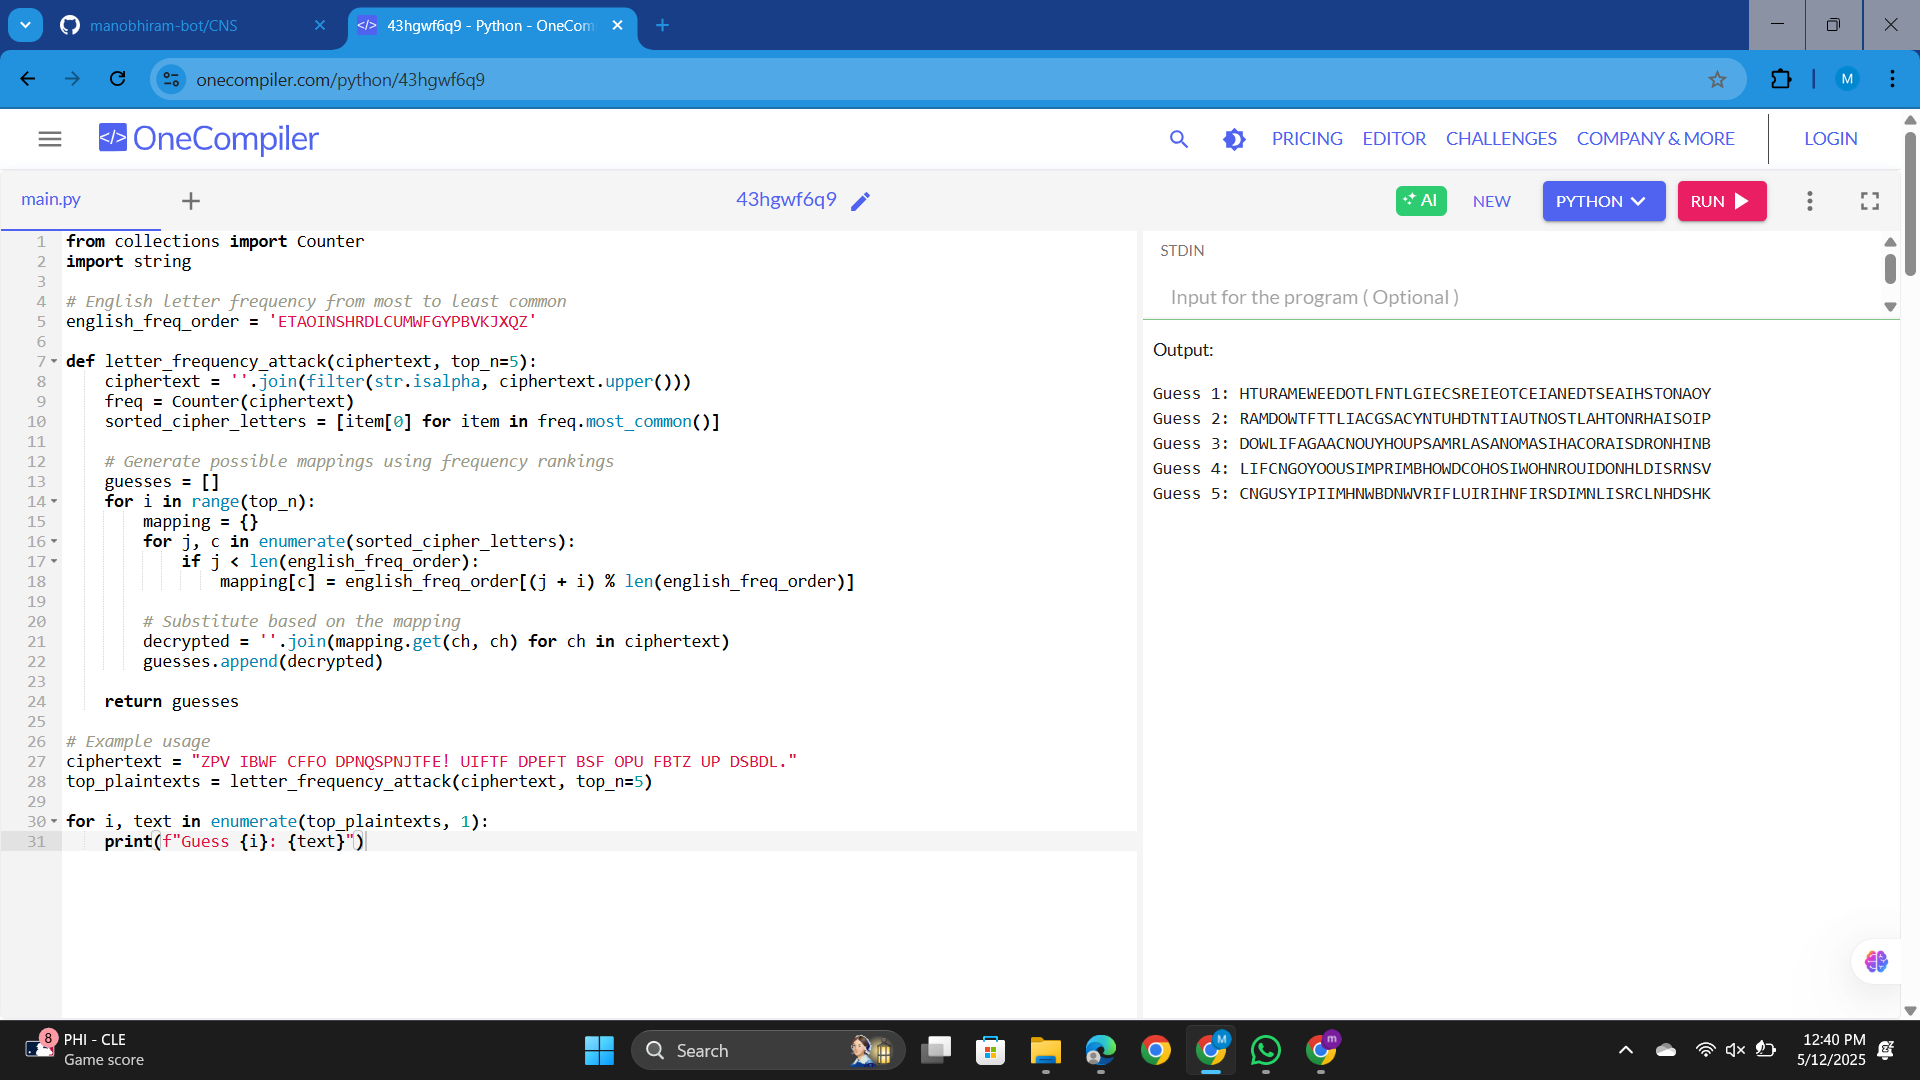 manobhiram-bot/CNS
43hgwf6q9 - Python - OneCom
onecompiler.com/python/43hgwf6q9
M
</> OneCompiler
PRICING EDITOR CHALLENGES COMPANY & MORE LOGIN
main.py
43hgwf6q9
AI NEW PYTHON RUN
1 from collections import Counter
2 import string
3
4 # English letter frequency from most to least common
5 english_freq_order = 'ETAOINSHRDLCUMWFGYPBVKJXQZ'
6
7 def letter_frequency_attack(ciphertext, top_n=5):
8 ciphertext = ''.join(filter(str.isalpha, ciphertext.upper()))
9 freq = Counter(ciphertext)
10 sorted_cipher_letters = [item[0] for item in freq.most_common()]
11
12 # Generate possible mappings using frequency rankings
13 guesses = []
14 for i in range(top_n):
15 mapping = {}
16 for j, c in enumerate(sorted_cipher_letters):
17 if j < len(english_freq_order):
18 mapping[c] = english_freq_order[(j + i) % len(english_freq_order)]
19
20 # Substitute based on the mapping
21 decrypted = ''.join(mapping.get(ch, ch) for ch in ciphertext)
22 guesses.append(decrypted)
23
24 return guesses
25
26 # Example usage
27 ciphertext = "ZPV IBWF CFFO DPNQSPNJTFE! UIFTF DPEFT BSF OPU FBTZ UP DSBDL."
28 top_plaintexts = letter_frequency_attack(ciphertext, top_n=5)
29
30 for i, text in enumerate(top_plaintexts, 1):
31 print(f"Guess {i}: {text}")
STDIN
Input for the program ( Optional )
Output:
Guess 1: HTURAMEWEEDOTLFNTLGIECSREIEOTCEIANEDTSEAIHSTONAOY
Guess 2: RAMDOWTFTTLIACGSACYNTUHDTNTIAUTNOSTLAHTONRHAISOIP
Guess 3: DOWLIFAGAACNOUYHOUPSAMRLASANOMASIHACORAISDRONHINB
Guess 4: LIFCNGOYOOUSIMPRIMBHOWDCOHOSIWOHNROUIDONHLDISRNSV
Guess 5: CNGUSYIPIIMHNWBDNWVRIFLUIRIHNFIRSDIMNLISRCLNHDSHK
8
PHI - CLE
Game score
Search
M
m
12:40 PM
5/12/2025